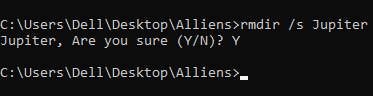 C:\Users\Dell\Desktop\Alliens>rmdir /s Jupiter
Jupiter, Are you sure (Y/N)? Y
C:\Users\Dell\Desktop\Alliens>